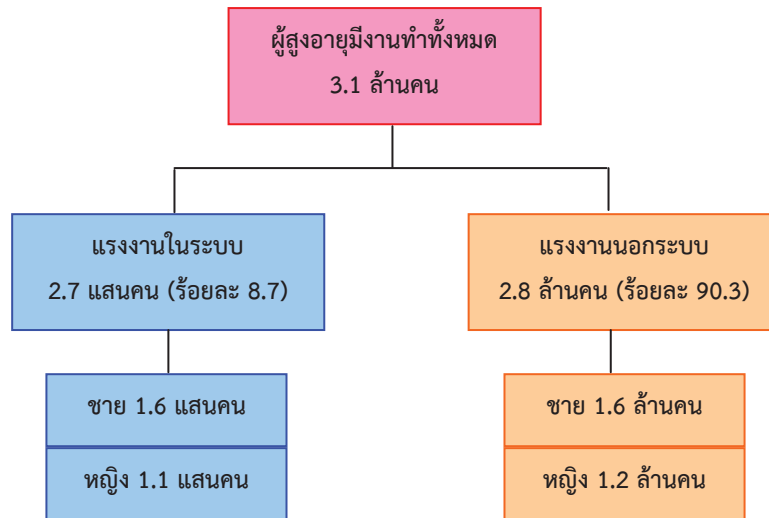 ผู้สูงอายุมีงานทำทั้งหมด
3.1 ล้านคน
แรงงานในระบบ
2.7 แสนคน (ร้อยละ 8.7)
แรงงานนอกระบบ
2.8 ล้านคน (ร้อยละ 90.3)
ชาย 1.6 แสนคน
หญิง 1.1 แสนคน
ชาย 1.6 ล้านคน
หญิง 1.2 ล้านคน